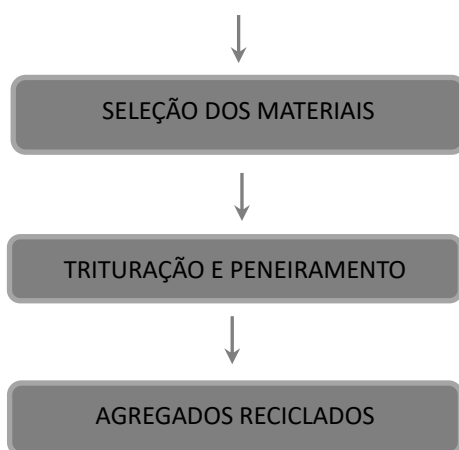 SELEÇÃO DOS MATERIAIS
TRITURAÇÃO E PENEIRAMENTO
AGREGADOS RECICLADOS